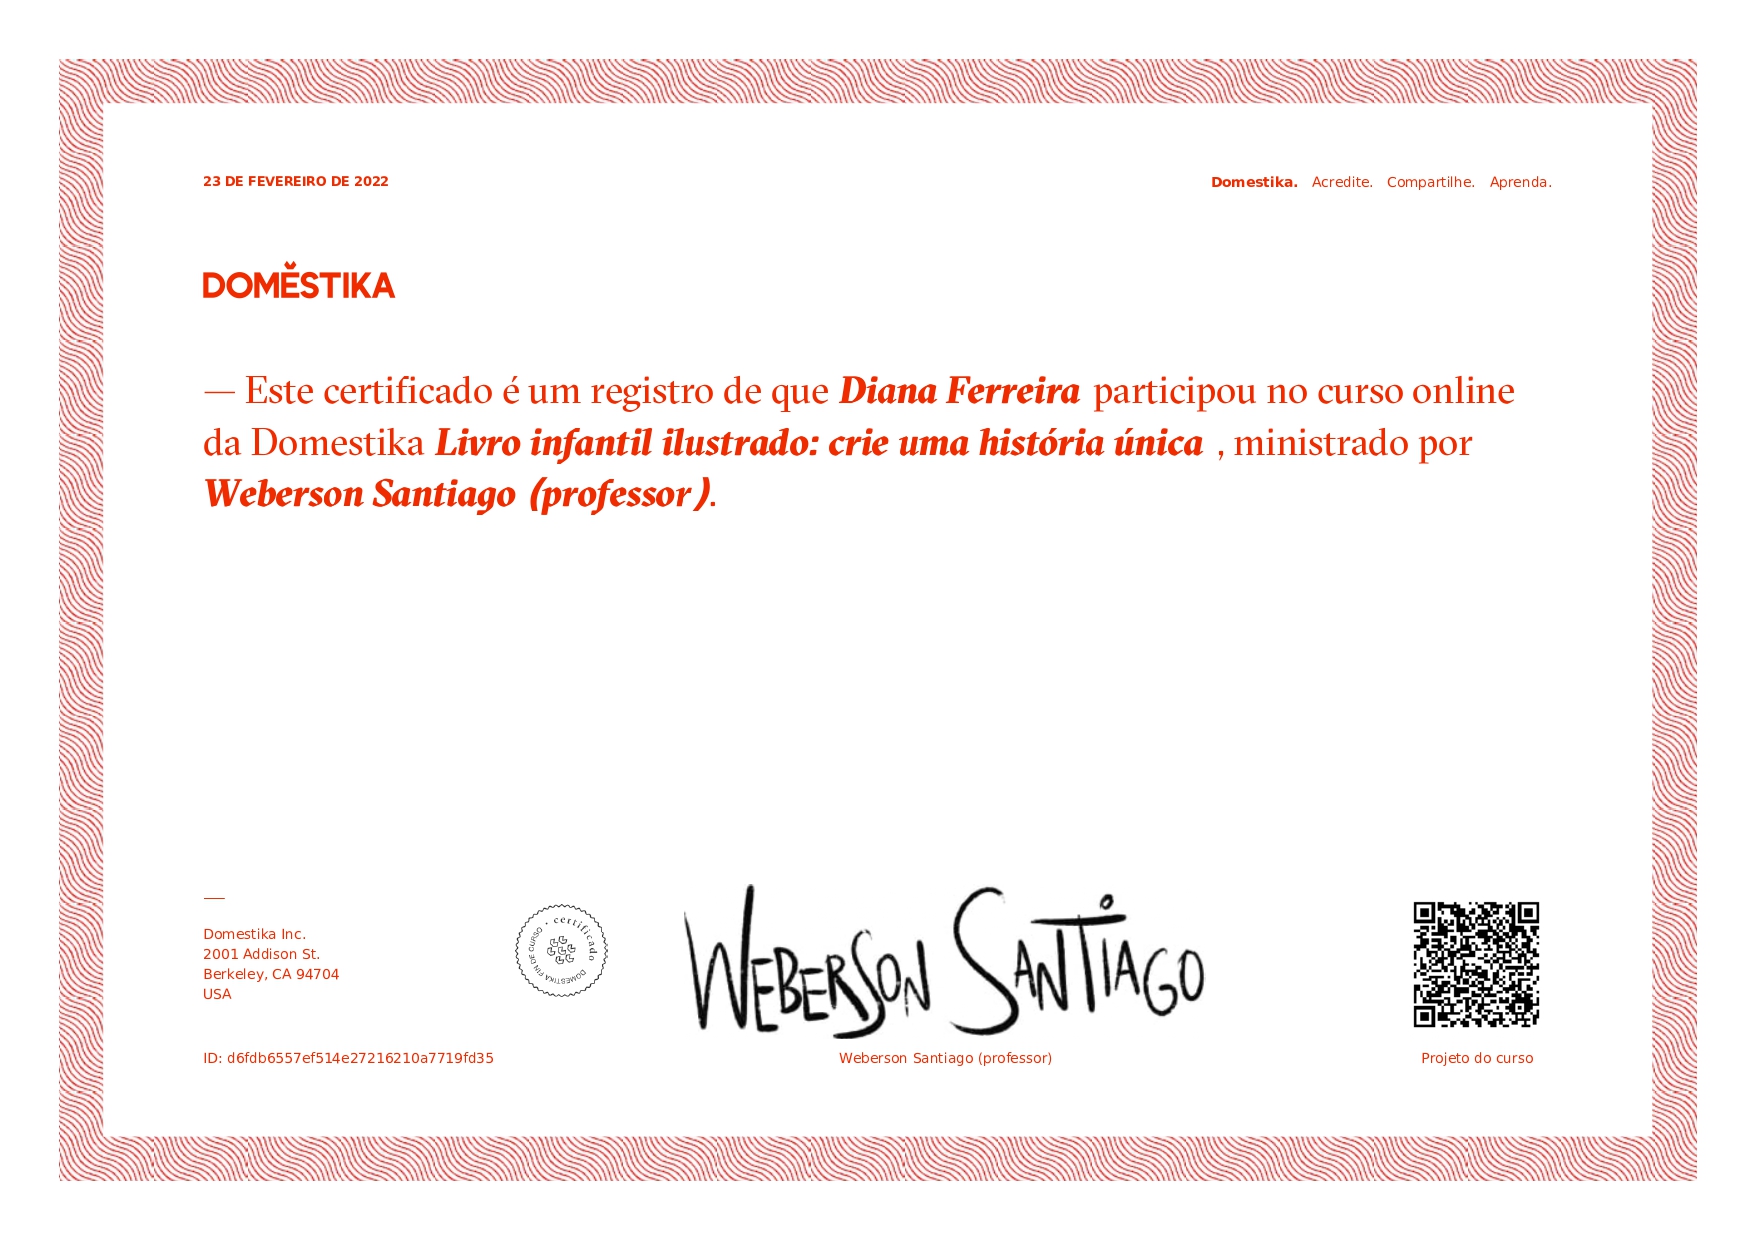 23 DE FEVEREIRO DE 2022
Domestika. Acredite. Compartilhe. Aprenda.
DOMĔSTIKA
— Este certificado é um registro de que Diana Ferreira participou no curso online
da Domestika Livro infantil ilustrado: crie uma história única , ministrado por
Weberson Santiago (professor).
—
Domestika Inc.
2001 Addison St.
Berkeley, CA 94704
USA
• certificado
DOMESTIKA FIN DE CURSO
WEBERSON SANTIAGO
ID: d6fdb6557ef514e27216210a7719fd35
Weberson Santiago (professor)
Projeto do curso